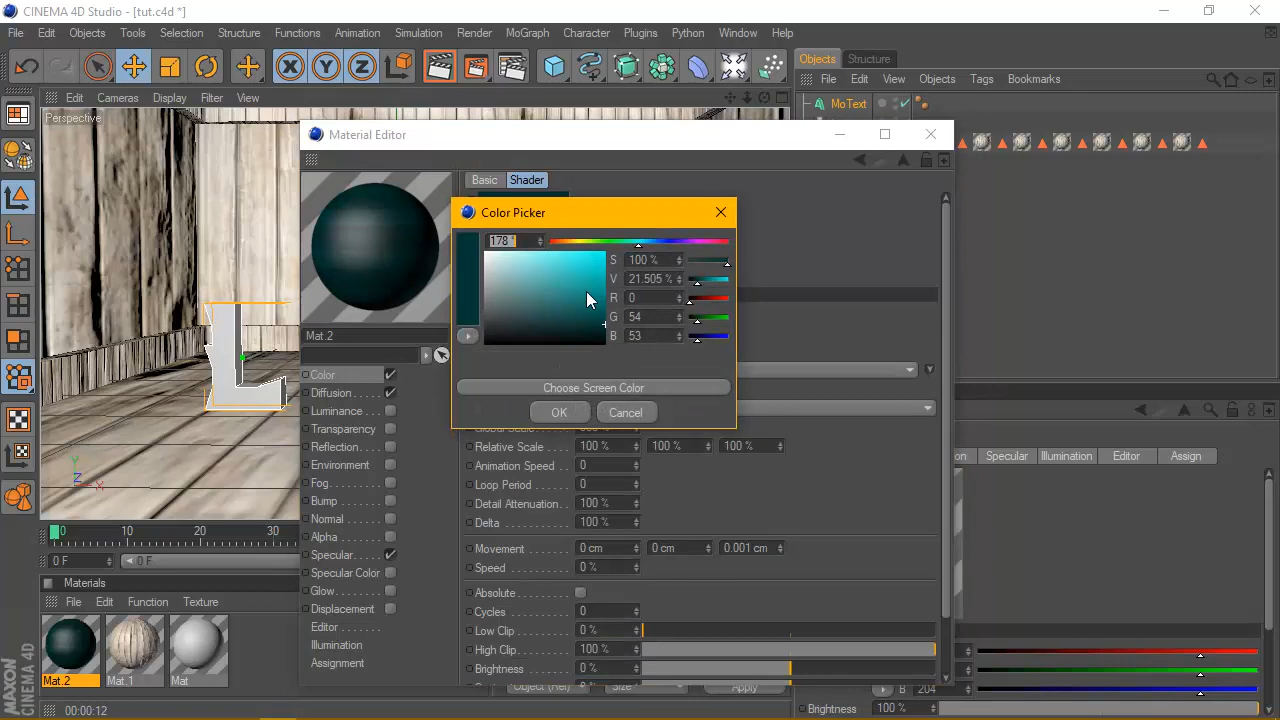 CINEMA 4D Studio - [tut.c4d *]
File Edit Objects Tools Selection Structure Functions Animation Simulation Render MoGraph Character Plugins Python Window Help
Objects Structure
File Edit View Objects Tags Bookmarks
Edit Cameras Display Filter View
Perspective
MoText
Material Editor
Basic Shader
Color Picker
178 °
S 100 %
V 21.505 %
R 0
G 54
B 53
Choose Screen Color
OK Cancel
Mat.2
Color
Diffusion
Luminance
Transparency
Reflection
Environment
Fog
Bump
Normal
Alpha
Specular
Specular Color
Glow
Displacement
Editor
Illumination
Assignment
Relative Scale 100 % 100 % 100 %
Animation Speed 0
Loop Period 0
Detail Attenuation 100 %
Delta 100 %
Movement 0 cm 0 cm 0.001 cm
Speed 0 %
Absolute
Cycles 0
Low Clip 0 %
High Clip 100 %
Brightness 0 %
Specular Illumination Editor Assign
X Y Z
0 10 20 30
0 F 0 F
Materials
File Edit Function Texture
Mat.2 Mat.1 Mat
Object (Rel) Size Apply
B 204
Brightness 100 %
MAXON
CINEMA 4D
00:00:12